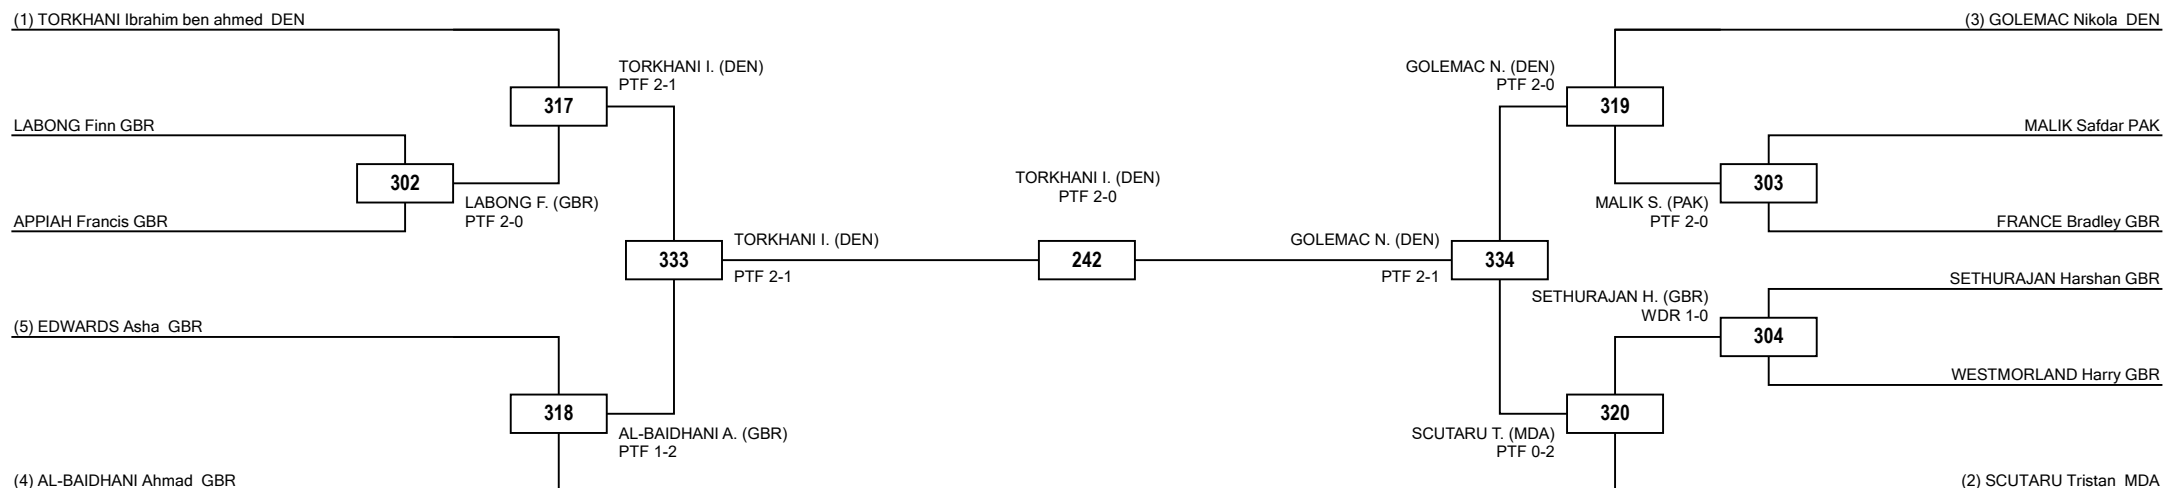 (1) TORKHANI Ibrahim ben ahmed DEN
(3) GOLEMAC Nikola DEN
TORKHANI I. (DEN)
PTF 2-1
GOLEMAC N. (DEN)
PTF 2-0
317
319
LABONG Finn GBR
MALIK Safdar PAK
302
303
TORKHANI I. (DEN)
PTF 2-0
LABONG F. (GBR)
PTF 2-0
MALIK S. (PAK)
PTF 2-0
APPIAH Francis GBR
FRANCE Bradley GBR
TORKHANI I. (DEN)
PTF 2-1
GOLEMAC N. (DEN)
PTF 2-1
333
242
334
SETHURAJAN Harshan GBR
SETHURAJAN H. (GBR)
WDR 1-0
(5) EDWARDS Asha GBR
304
WESTMORLAND Harry GBR
318
320
AL-BAIDHANI A. (GBR)
PTF 1-2
SCUTARU T. (MDA)
PTF 0-2
(4) AL-BAIDHANI Ahmad GBR
(2) SCUTARU Tristan MDA